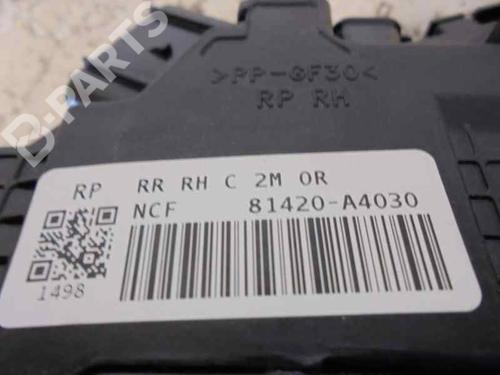 >PP-GF30<
RP RH
B-PARTS
RP RR RH C 2M OR
NCF 81420-A4030
1498